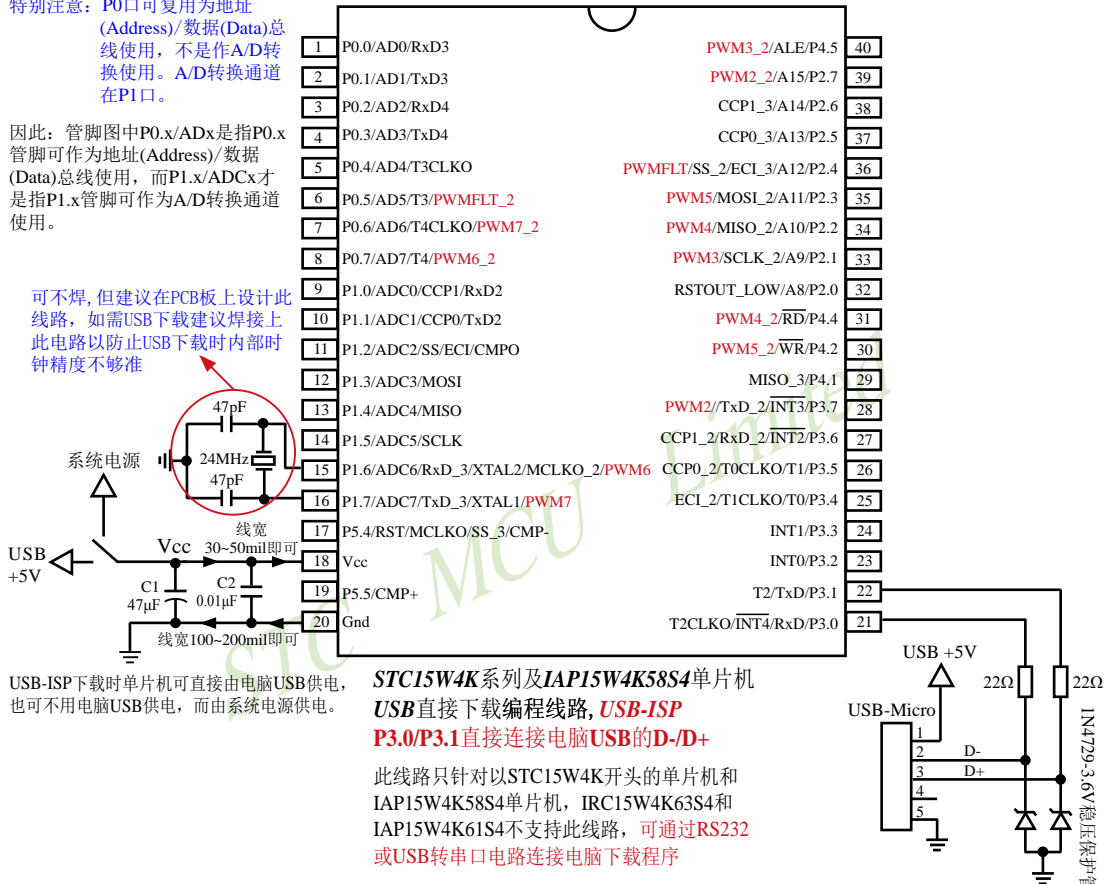 特别注意：P0口可复用为地址
(Address)/数据(Data)总
线使用，不是作A/D转
换使用。A/D转换通道
在P1口。
因此：管脚图中P0.x/ADx是指P0.x
管脚可作为地址(Address)/数据
(Data)总线使用，而P1.x/ADCx才
是指P1.x管脚可作为A/D转换通道
使用。
可不焊,但建议在PCB板上设计此
线路，如需USB下载建议焊接上
此电路以防止USB下载时内部时
钟精度不够准
47pF
24MHz
47pF
系统电源
USB
+5V
Vcc
线宽
30~50mil即可
C1
47μF
C2
0.01μF
线宽100~200mil即可
USB-ISP下载时单片机可直接由电脑USB供电，
也可不用电脑USB供电，而由系统电源供电。
1 P0.0/AD0/RxD3
2 P0.1/AD1/TxD3
3 P0.2/AD2/RxD4
4 P0.3/AD3/TxD4
5 P0.4/AD4/T3CLKO
6 P0.5/AD5/T3/PWMFLT_2
7 P0.6/AD6/T4CLKO/PWM7_2
8 P0.7/AD7/T4/PWM6_2
9 P1.0/ADC0/CCP1/RxD2
10 P1.1/ADC1/CCP0/TxD2
11 P1.2/ADC2/SS/ECI/CMPO
12 P1.3/ADC3/MOSI
13 P1.4/ADC4/MISO
14 P1.5/ADC5/SCLK
15 P1.6/ADC6/RxD_3/XTAL2/MCLKO_2/PWM6
16 P1.7/ADC7/TxD_3/XTAL1/PWM7
17 P5.4/RST/MCLKO/SS_3/CMP-
18 Vcc
19 P5.5/CMP+
20 Gnd
PWM3_2/ALE/P4.5 40
PWM2_2/A15/P2.7 39
CCP1_3/A14/P2.6 38
CCP0_3/A13/P2.5 37
PWMFLT/SS_2/ECI_3/A12/P2.4 36
PWM5/MOSI_2/A11/P2.3 35
PWM4/MISO_2/A10/P2.2 34
PWM3/SCLK_2/A9/P2.1 33
RSTOUT_LOW/A8/P2.0 32
PWM4_2/RD/P4.4 31
PWM5_2/WR/P4.2 30
MISO_3/P4.1 29
PWM2//TxD_2/INT3/P3.7 28
CCP1_2/RxD_2/INT2/P3.6 27
CCP0_2/T0CLKO/T1/P3.5 26
ECI_2/T1CLKO/T0/P3.4 25
INT1/P3.3 24
INT0/P3.2 23
T2/TxD/P3.1 22
T2CLKO/INT4/RxD/P3.0 21
STC MCU Limited
STC15W4K系列及IAP15W4K58S4单片机
USB直接下载编程线路, USB-ISP
P3.0/P3.1直接连接电脑USB的D-/D+
此线路只针对以STC15W4K开头的单片机和
IAP15W4K58S4单片机，IRC15W4K63S4和
IAP15W4K61S4不支持此线路，可通过RS232
或USB转串口电路连接电脑下载程序
USB +5V
USB-Micro
1
2
3
4
5
D-
D+
22Ω
22Ω
1N4729-3.6V稳压保护管